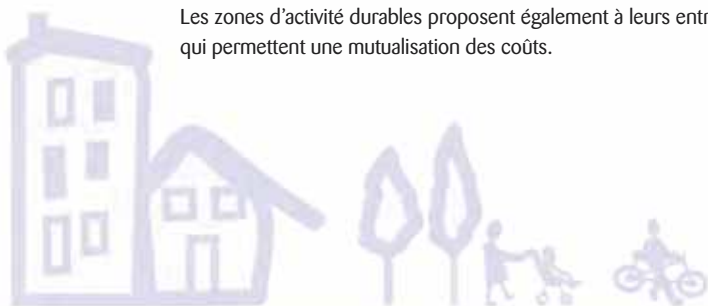 Les zones d’activité durables proposent également à leurs
qui permettent une mutualisation des coûts.